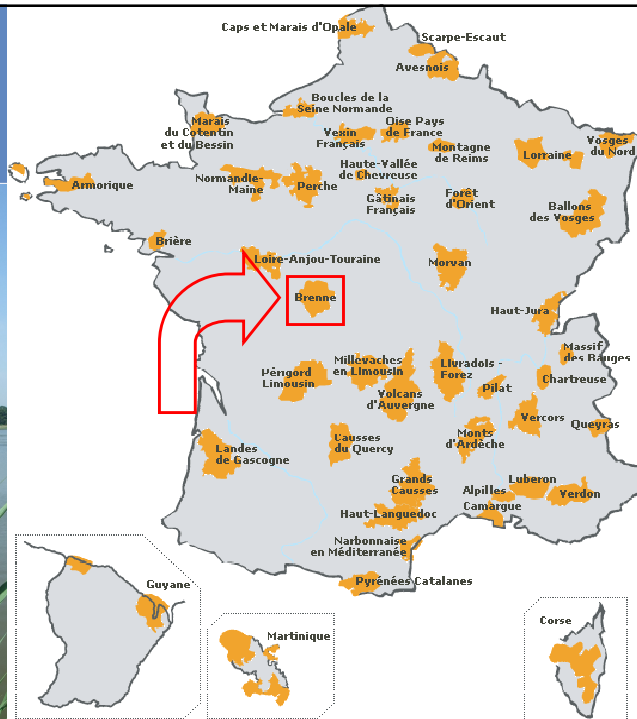 Caps et Marais d'Opale
Scarpe-Escaut
Avesnois
Boucles de la
Seine Normande
Marais
du Cotentin
et du Bessin
Vexin
Français
Oise Pays
de France
Montagne
de Reims
Lorraine
Vosges
du Nord
Armorique
Normandie-
Maine
Perche
Haute-Vallée
de Chevreuse
Gâtinais
Français
Forêt
d'Orient
Ballons
des Vosges
Brière
Loire-Anjou-Touraine
Morvan
Brenne
Haut-Jura
Massif
des Bauges
Périgord
Limousin
Millevaches
en Limousin
Livradois -
Forez
Pilat
Chartreuse
Volcans
d'Auvergne
Vercors
Queyras
Landes
de Gascogne
Causses
du Quercy
Monts
d'Ardèche
Grands
Causses
Luberon
Alpilles
Verdon
Camargue
Haut-Languedoc
Narbonnaise
en Méditerranée
Pyrénées Catalanes
Guyane
Martinique
Corse